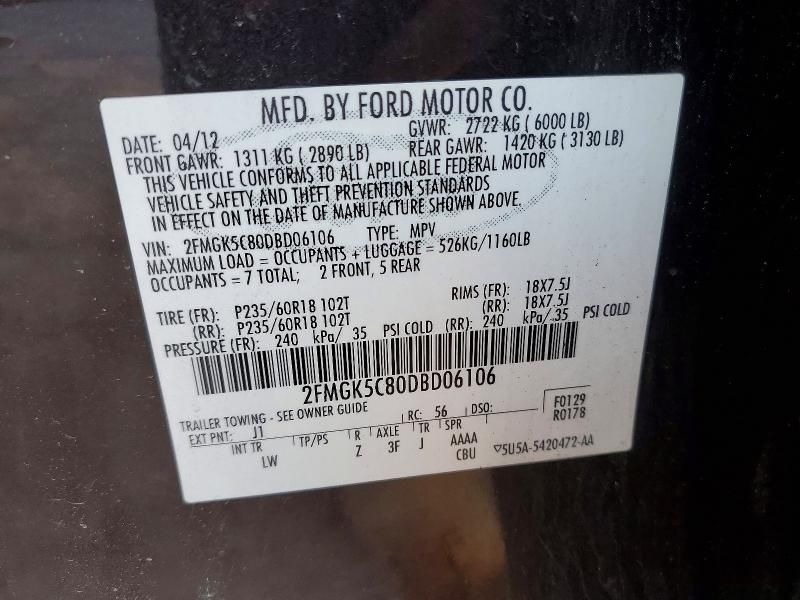 MFD. BY FORD MOTOR CO.
DATE: 04/12 GVWR: 2722 KG ( 6000 LB)
FRONT GAWR: 1311 KG ( 2890 LB) REAR GAWR: 1420 KG ( 3130 LB)
THIS VEHICLE CONFORMS TO ALL APPLICABLE FEDERAL MOTOR
VEHICLE SAFETY AND THEFT PREVENTION STANDARDS
IN EFFECT ON THE DATE OF MANUFACTURE SHOWN ABOVE.
VIN: 2FMGK5C80DBD06106 TYPE: MPV
MAXIMUM LOAD = OCCUPANTS + LUGGAGE = 526KG/1160LB
OCCUPANTS = 7 TOTAL; 2 FRONT, 5 REAR
TIRE (FR): P235/60R18 102T RIMS (FR): 18X7.5J
(RR): P235/60R18 102T (RR): 18X7.5J
PRESSURE (FR): 240 kPa/ 35 PSI COLD (RR): 240 kPa/ 35 PSI COLD
2FMGK5C80DBD06106
TRAILER TOWING - SEE OWNER GUIDE RC: 56 DSO: F0129
R0178
EXT PNT: J1
INT TR TP/PS R AXLE TR SPR
LW Z 3F J AAAA
CBU
▽5U5A-5420472-AA